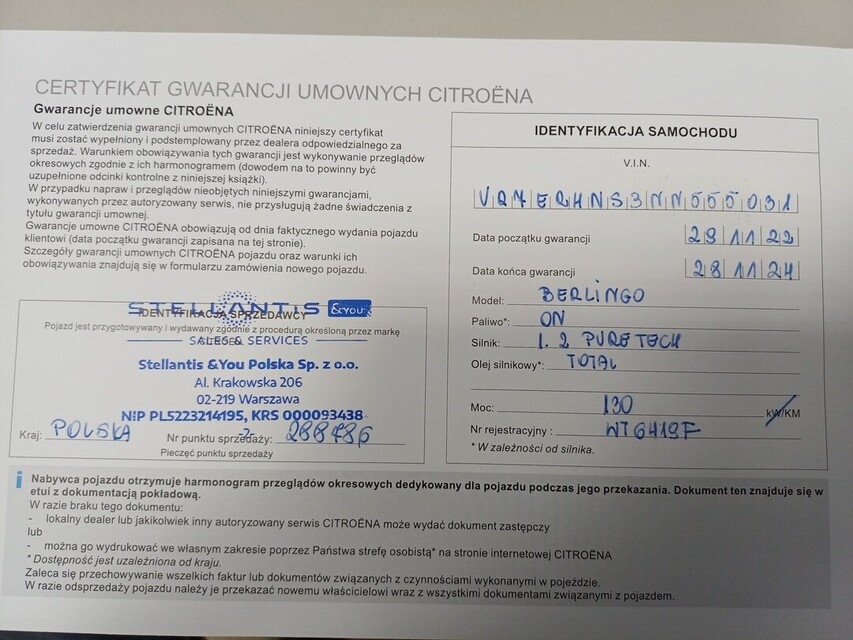 CERTYFIKAT GWARANCJI UMOWNYCH CITROËNA
Gwarancje umowne CITROËNA
W celu zatwierdzenia gwarancji umownych CITROËNA niniejszy certyfikat
musi zostać wypełniony i podstemplowany przez dealera odpowiedzialnego za
sprzedaż. Warunkiem obowiązywania tych gwarancji jest wykonywanie przeglądów
okresowych zgodnie z ich harmonogramem (dowodem na to powinny być
uzupełnione odcinki kontrolne z niniejszej książki).
W przypadku napraw i przeglądów nieobjętych niniejszymi gwarancjami,
wykonywanych przez autoryzowany serwis, nie przysługują żadne świadczenia z
tytułu gwarancji umownej.
Gwarancje umowne CITROËNA obowiązują od dnia faktycznego wydania pojazdu
klientowi (data początku gwarancji zapisana na tej stronie).
Szczegóły gwarancji umownych CITROËNA pojazdu oraz warunki ich
obowiązywania znajdują się w formularzu zamówienia nowego pojazdu.
STELLANTIS &YOU
IDENTYFIKACJA SPRZEDAWCY
Pojazd jest przygotowywany i wydawany zgodnie z procedurą określoną przez markę
SALES & SERVICES
Stellantis &You Polska Sp. z o.o.
Al. Krakowska 206
02-219 Warszawa
NIP PL5223214195, KRS 000093438
-2-
Kraj: POLSKA Nr punktu sprzedaży: 288486
Pieczęć punktu sprzedaży
IDENTYFIKACJA SAMOCHODU
V.I.N.
VR7ERHNS3NN555031
Data początku gwarancji 29 11 22
Data końca gwarancji 28 11 24
Model: BERLINGO
Paliwo*: ON
Silnik: 1.2 PURETECH
Olej silnikowy*: TOTAL
Moc: 130 kW/KM
Nr rejestracyjny : WT6419F
* W zależności od silnika.
i Nabywca pojazdu otrzymuje harmonogram przeglądów okresowych dedykowany dla pojazdu podczas jego przekazania. Dokument ten znajduje się w
etui z dokumentacją pokładową.
W razie braku tego dokumentu:
- lokalny dealer lub jakikolwiek inny autoryzowany serwis CITROËNA może wydać dokument zastępczy
lub
- można go wydrukować we własnym zakresie poprzez Państwa strefę osobistą* na stronie internetowej CITROËNA
* Dostępność jest uzależniona od kraju.
Zaleca się przechowywanie wszelkich faktur lub dokumentów związanych z czynnościami wykonanymi w pojeździe.
W razie odsprzedaży pojazdu należy je przekazać nowemu właścicielowi wraz z wszystkimi dokumentami związanymi z pojazdem.